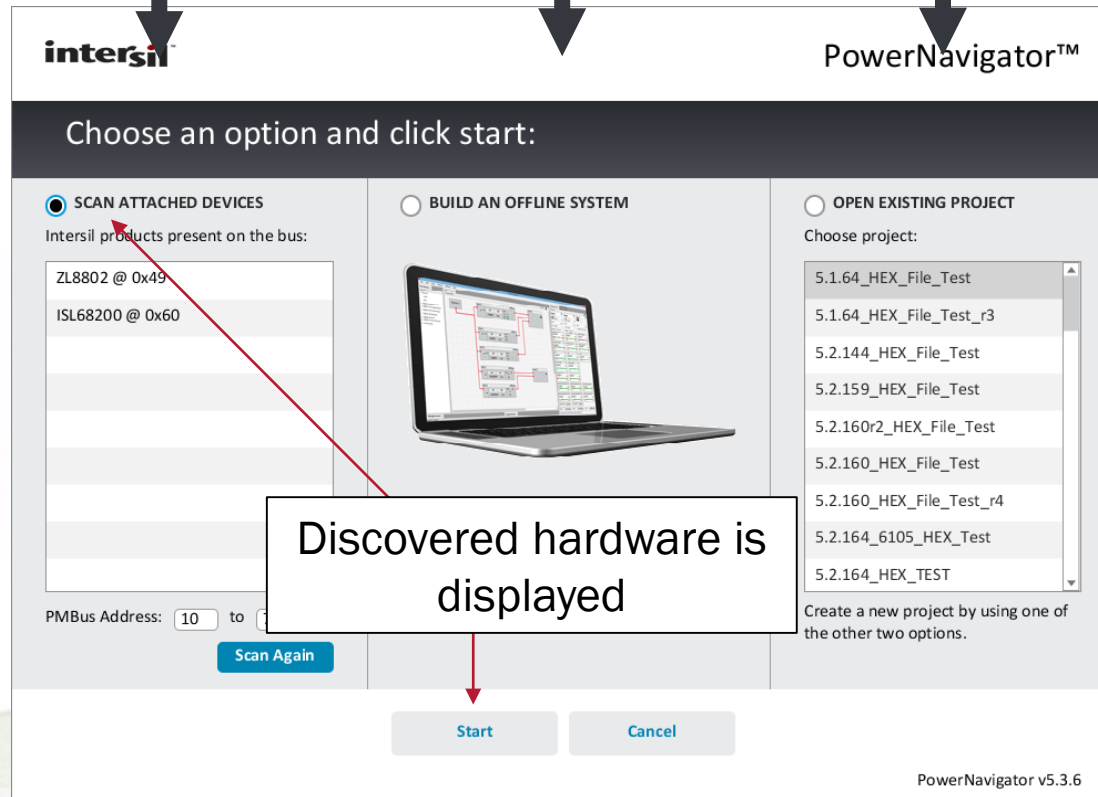 intersil™
PowerNavigator™
Choose an option and click start:
SCAN ATTACHED DEVICES
Intersil products present on the bus:
ZL8802 @ 0x49
ISL68200 @ 0x60
PMBus Address: 10 to
Scan Again
BUILD AN OFFLINE SYSTEM
Discovered hardware is
displayed
OPEN EXISTING PROJECT
Choose project:
5.1.64_HEX_File_Test
5.1.64_HEX_File_Test_r3
5.2.144_HEX_File_Test
5.2.159_HEX_File_Test
5.2.160r2_HEX_File_Test
5.2.160_HEX_File_Test
5.2.160_HEX_File_Test_r4
5.2.164_6105_HEX_Test
5.2.164_HEX_TEST
Create a new project by using one of
the other two options.
Start
Cancel
PowerNavigator v5.3.6